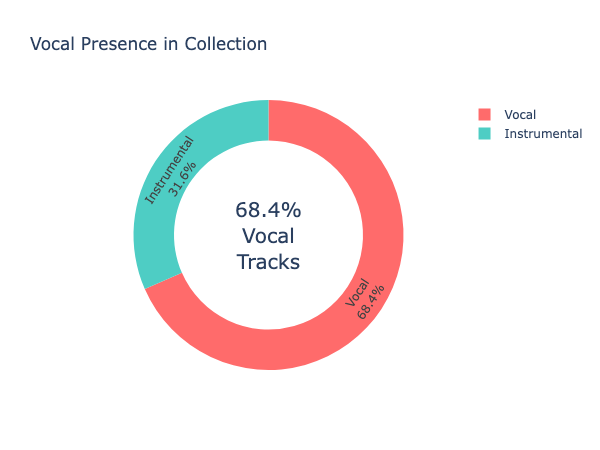 Vocal Presence in Collection
Vocal
Instrumental
Instrumental
31.6%
68.4%
Vocal
Tracks
Vocal
68.4%